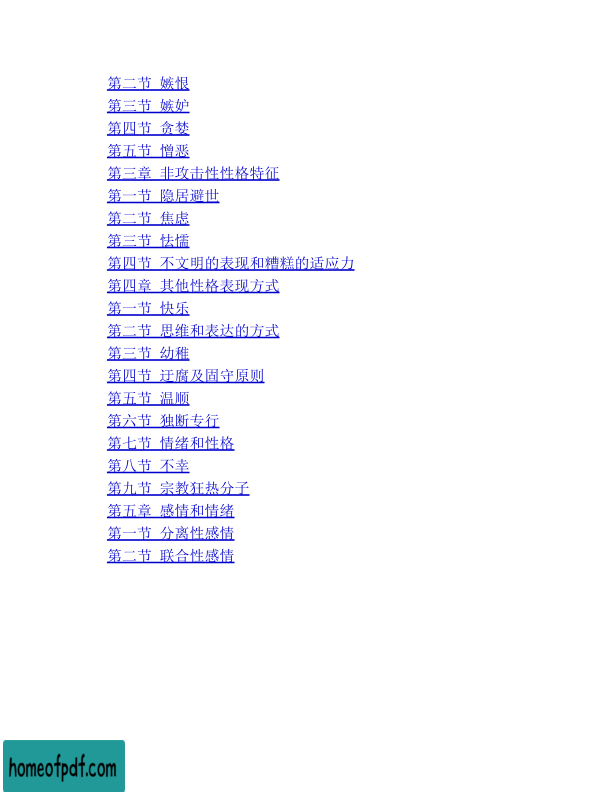 第二节 嫉恨
第三节 嫉妒
第四节 贪婪
第五节 憎恶
第三章 非攻击性性格特征
第一节 隐居避世
第二节 焦虑
第三节 怯懦
第四节 不文明的表现和糟糕的适应力
第四章 其他性格表现方式
第一节 快乐
第二节 思维和表达的方式
第三节 幼稚
第四节 迂腐及固守原则
第五节 温顺
第六节 独断专行
第七节 情绪和性格
第八节 不幸
第九节 宗教狂热分子
第五章 感情和情绪
第一节 分离性感情
第二节 联合性感情
homeofpdf.com